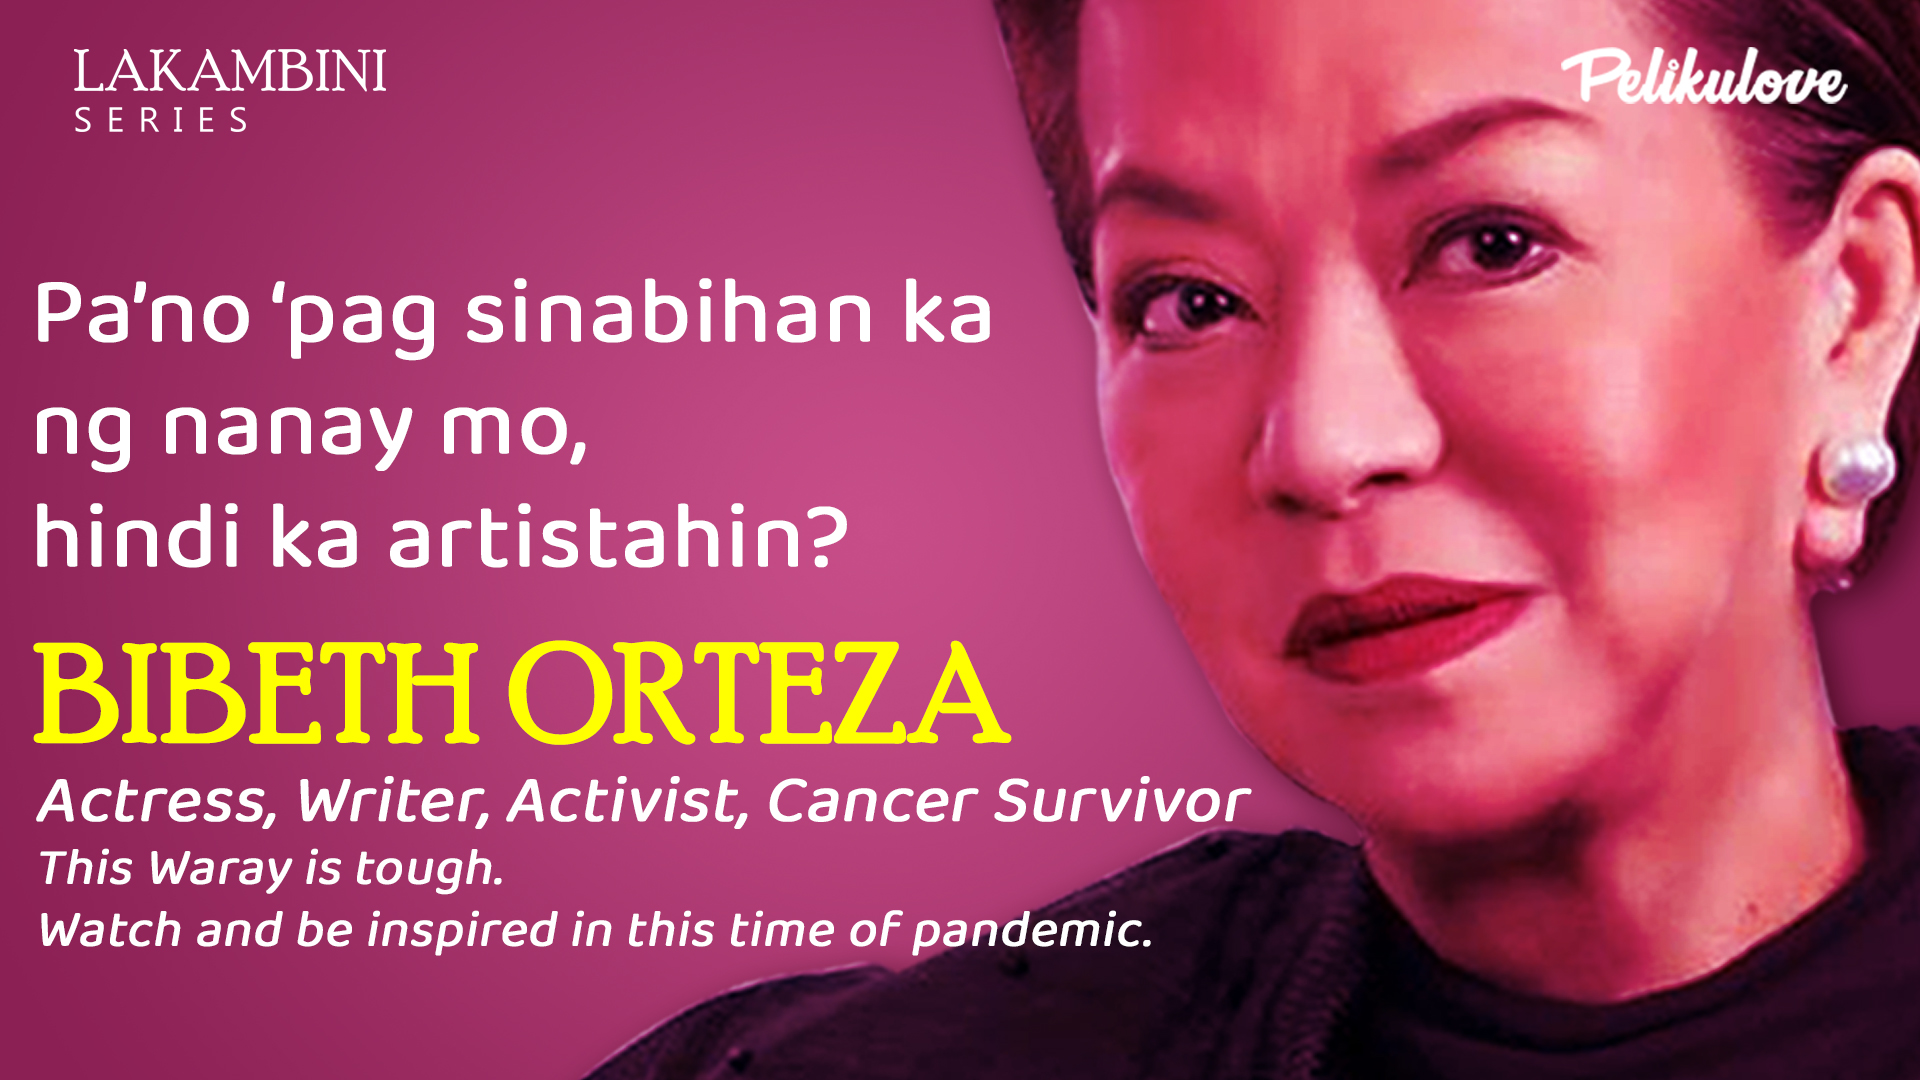 LAKAMBINI
SERIES
Pelikulove
Pa’no ‘pag sinabihan ka
ng nanay mo,
hindi ka artistahin?
BIBETH ORTEZA
Actress, Writer, Activist, Cancer Survivor
This Waray is tough.
Watch and be inspired in this time of pandemic.